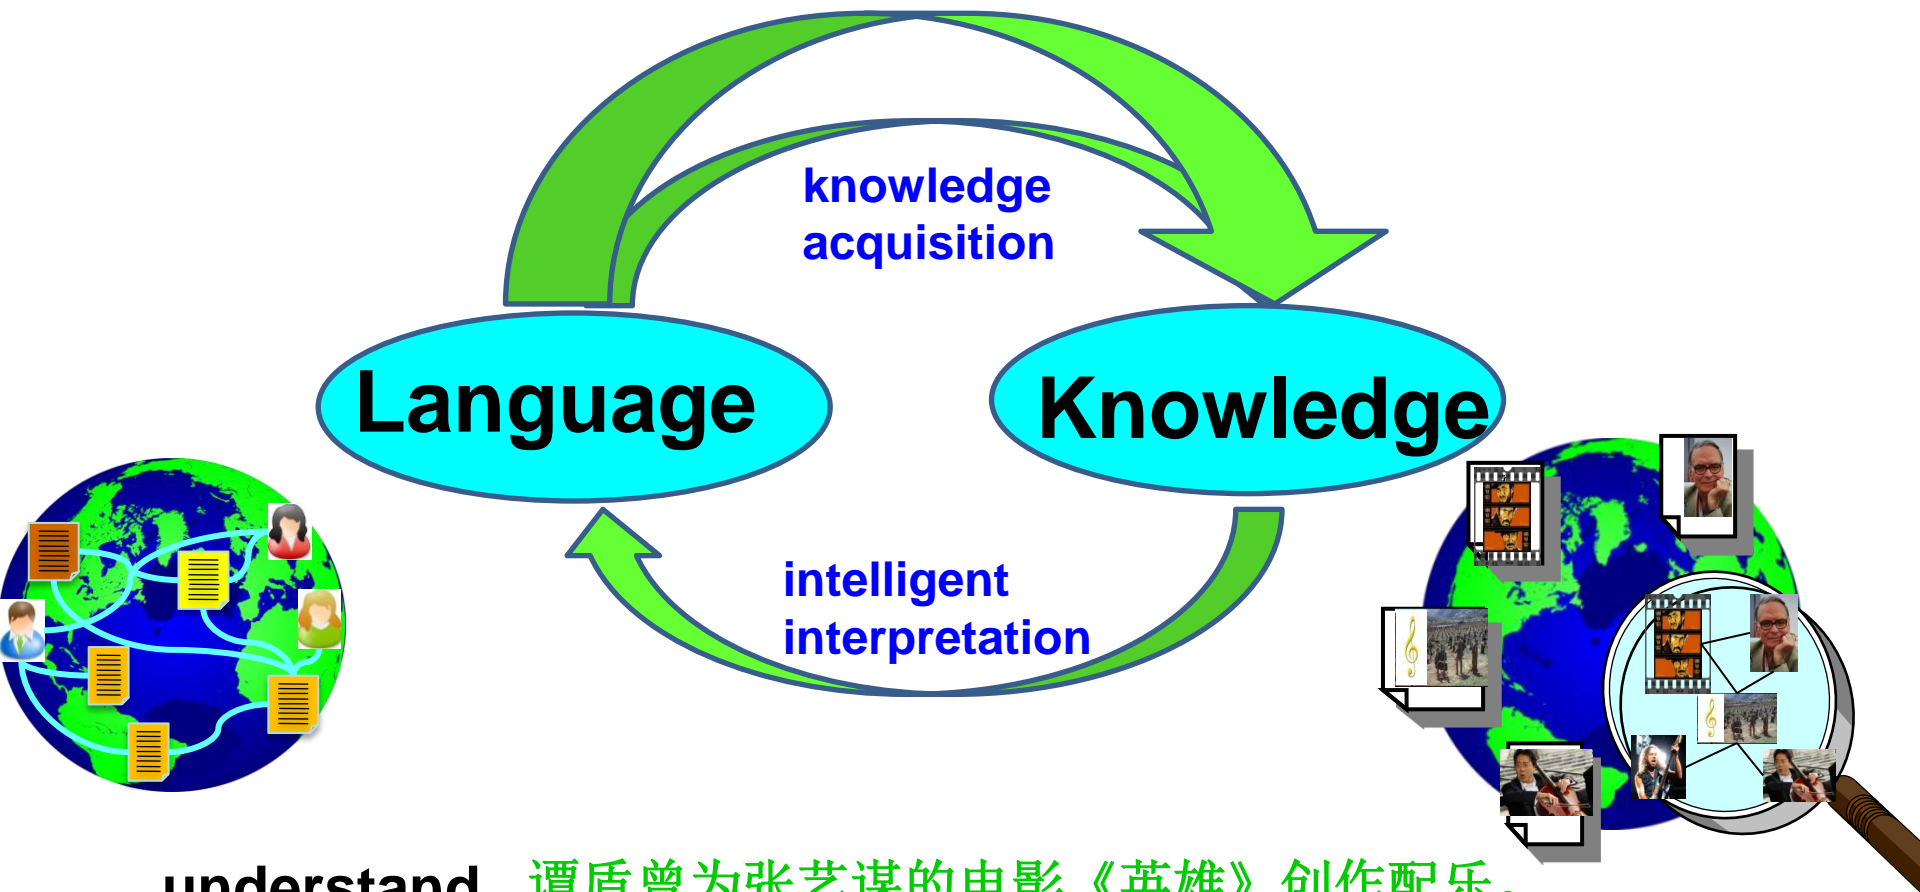 knowledge
acquisition
Language
Knowledge
intelligent
interpretation
understand 谭盾曾为张艺谋的电影《英雄》创作配乐。